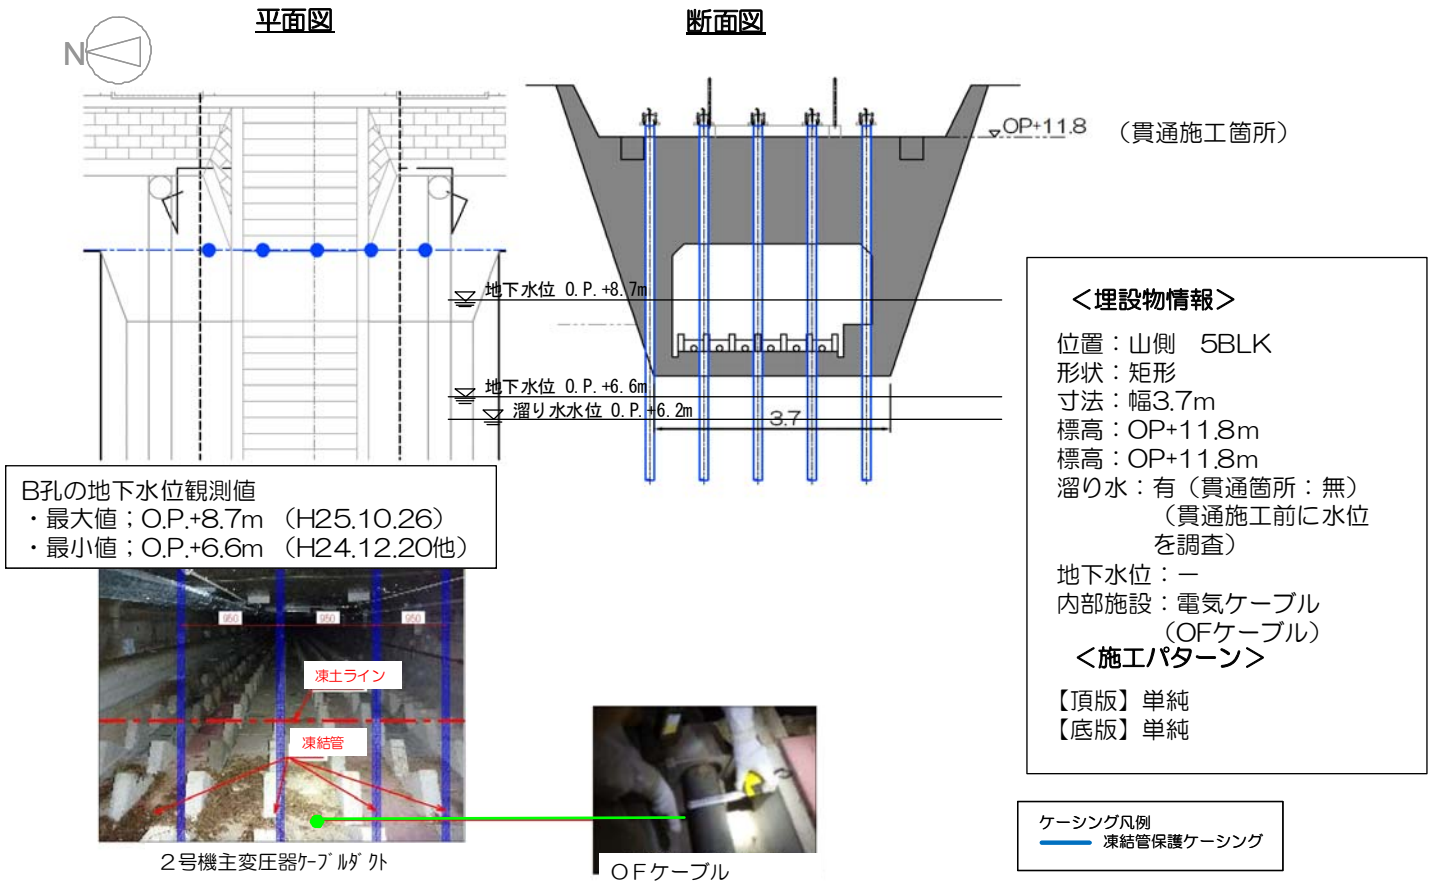 平面図
断面図
N
OP+11.8
（貫通施工箇所）
地下水位 O.P.+8.7m
地下水位 O.P.+6.6m
溜り水水位 O.P.+6.2m
3.7
B孔の地下水位観測値
・最大値；O.P.+8.7m （H25.10.26）
・最小値；O.P.+6.6m （H24.12.20他）
950 950 950
凍土ライン
凍結管
2号機主変圧器ｹｰﾌﾞﾙﾀﾞｸﾄ
ＯＦケーブル
＜埋設物情報＞
位置：山側　5BLK
形状：矩形
寸法：幅3.7m
標高：OP+11.8m
標高：OP+11.8m
溜り水：有（貫通箇所：無）
（貫通施工前に水位
を調査）
地下水位：－
内部施設：電気ケーブル
（OFケーブル）
＜施工パターン＞
【頂版】単純
【底版】単純
ケーシング凡例
凍結管保護ケーシング